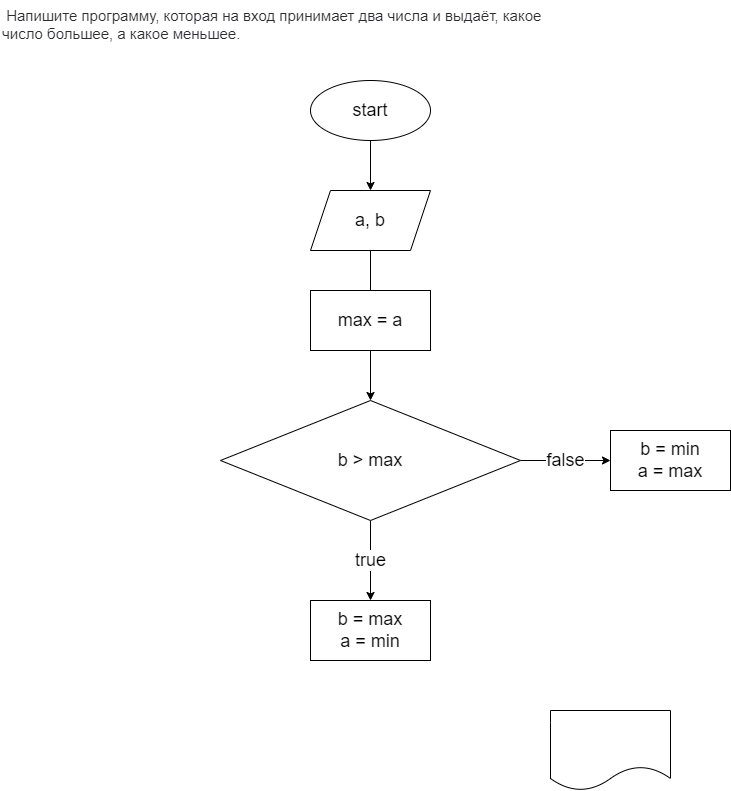 Напишите программу, которая на вход принимает два числа и выдаёт, какое
число большее, а какое меньшее.
start
a, b
max = a
b > max
false
b = min
a = max
true
b = max
a = min